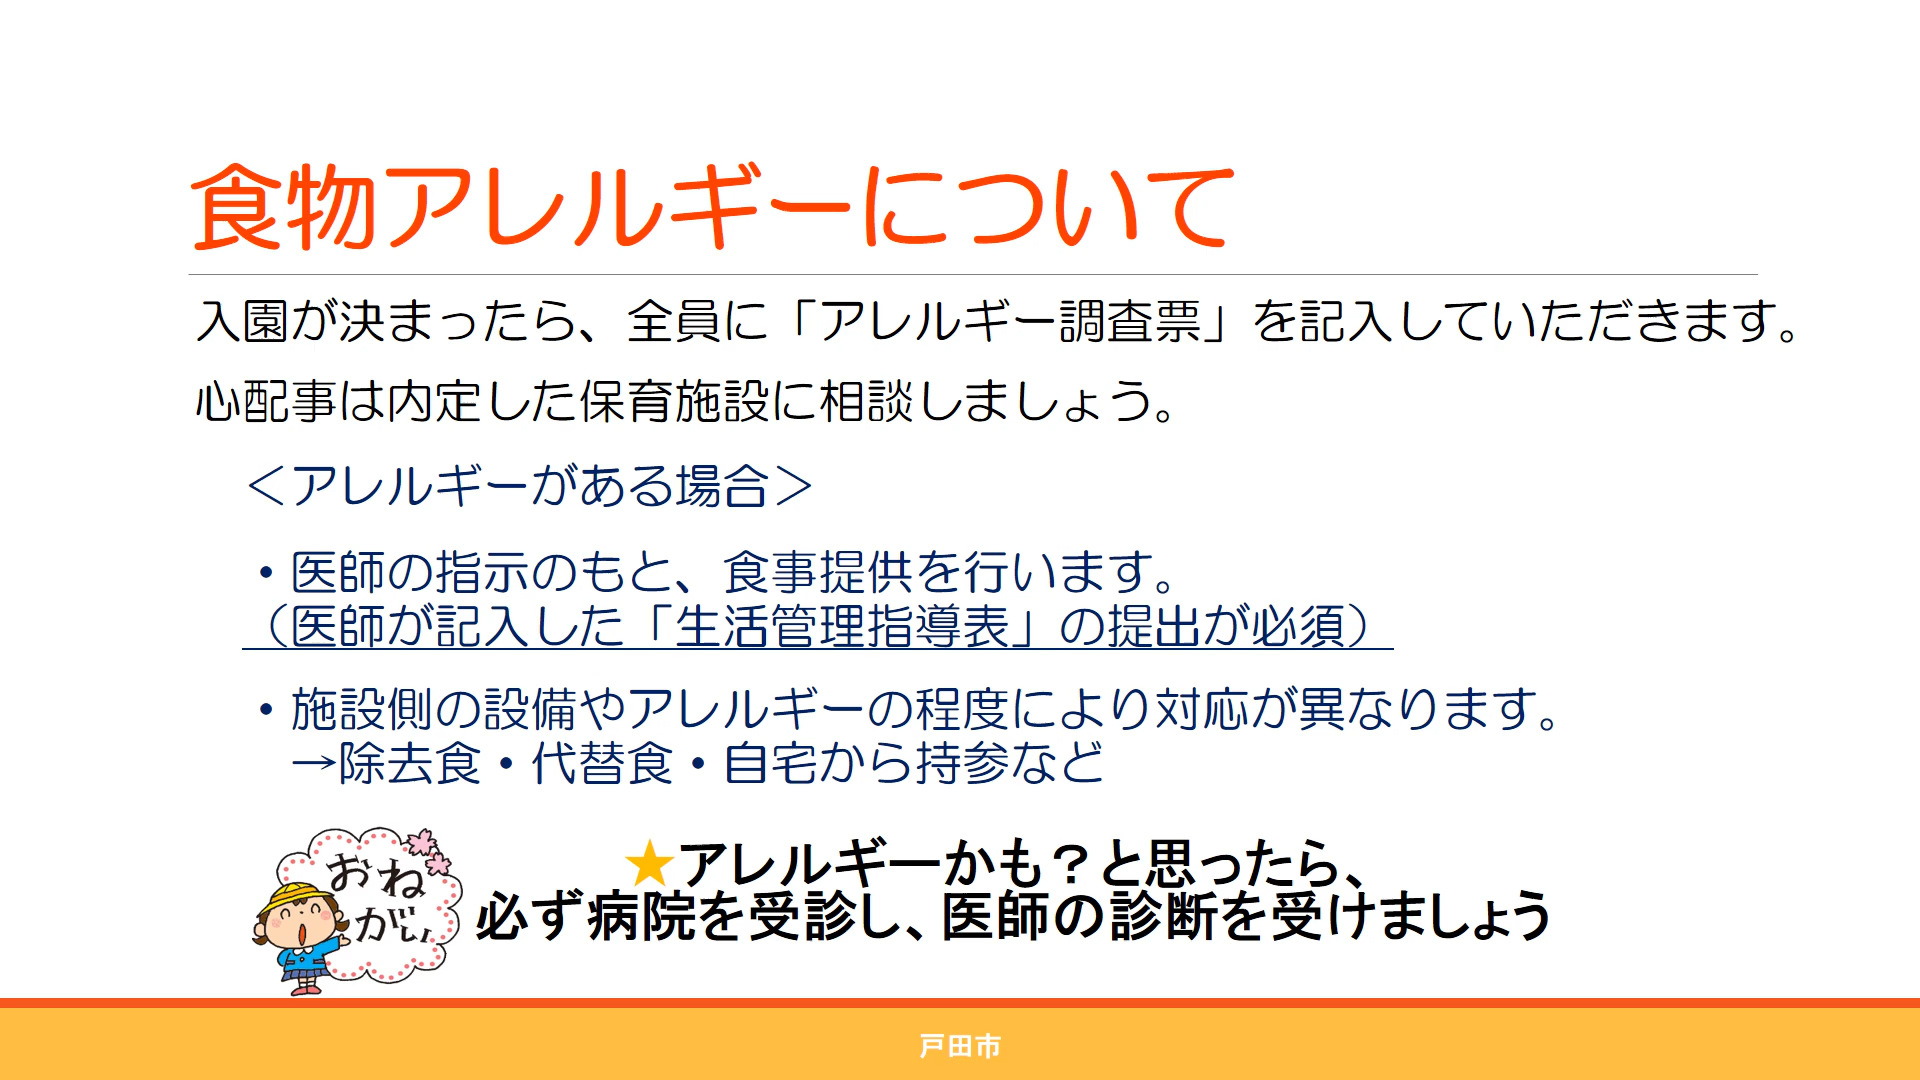 食物アレルギーについて
入園が決まったら、全員に「アレルギー調査票」を記入していただきます。
心配事は内定した保育施設に相談しましょう。
＜アレルギーがある場合＞
・医師の指示のもと、食事提供を行います。
（医師が記入した「生活管理指導表」の提出が必須）
・施設側の設備やアレルギーの程度により対応が異なります。
→除去食・代替食・自宅から持参など
おねがい
★アレルギーかも？と思ったら、
必ず病院を受診し、医師の診断を受けましょう
戸田市